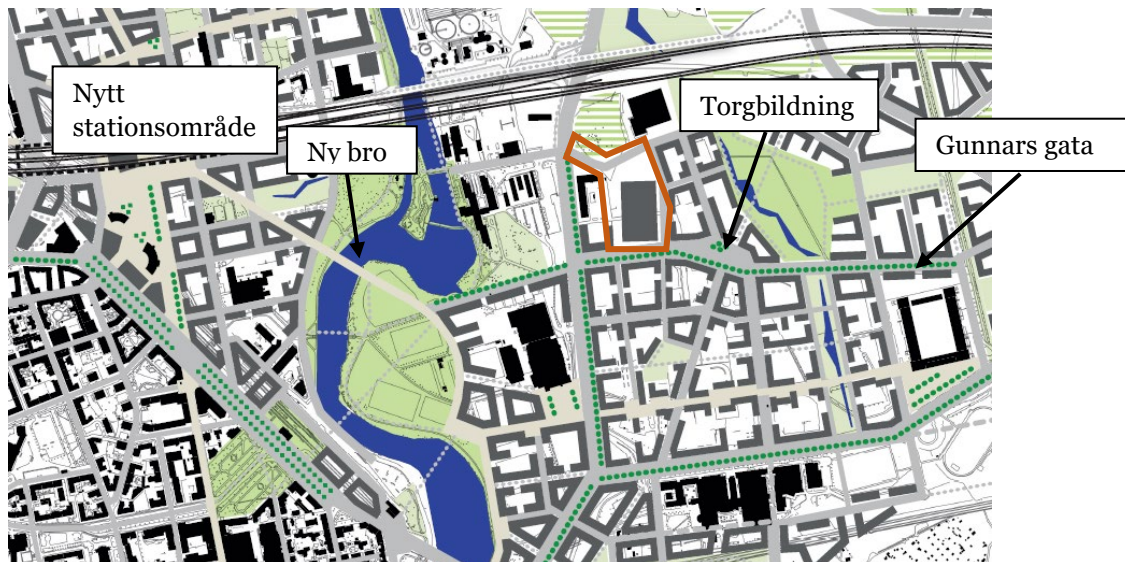 Nytt
stationsområde
Ny bro
Torgbildning
Gunnars gata